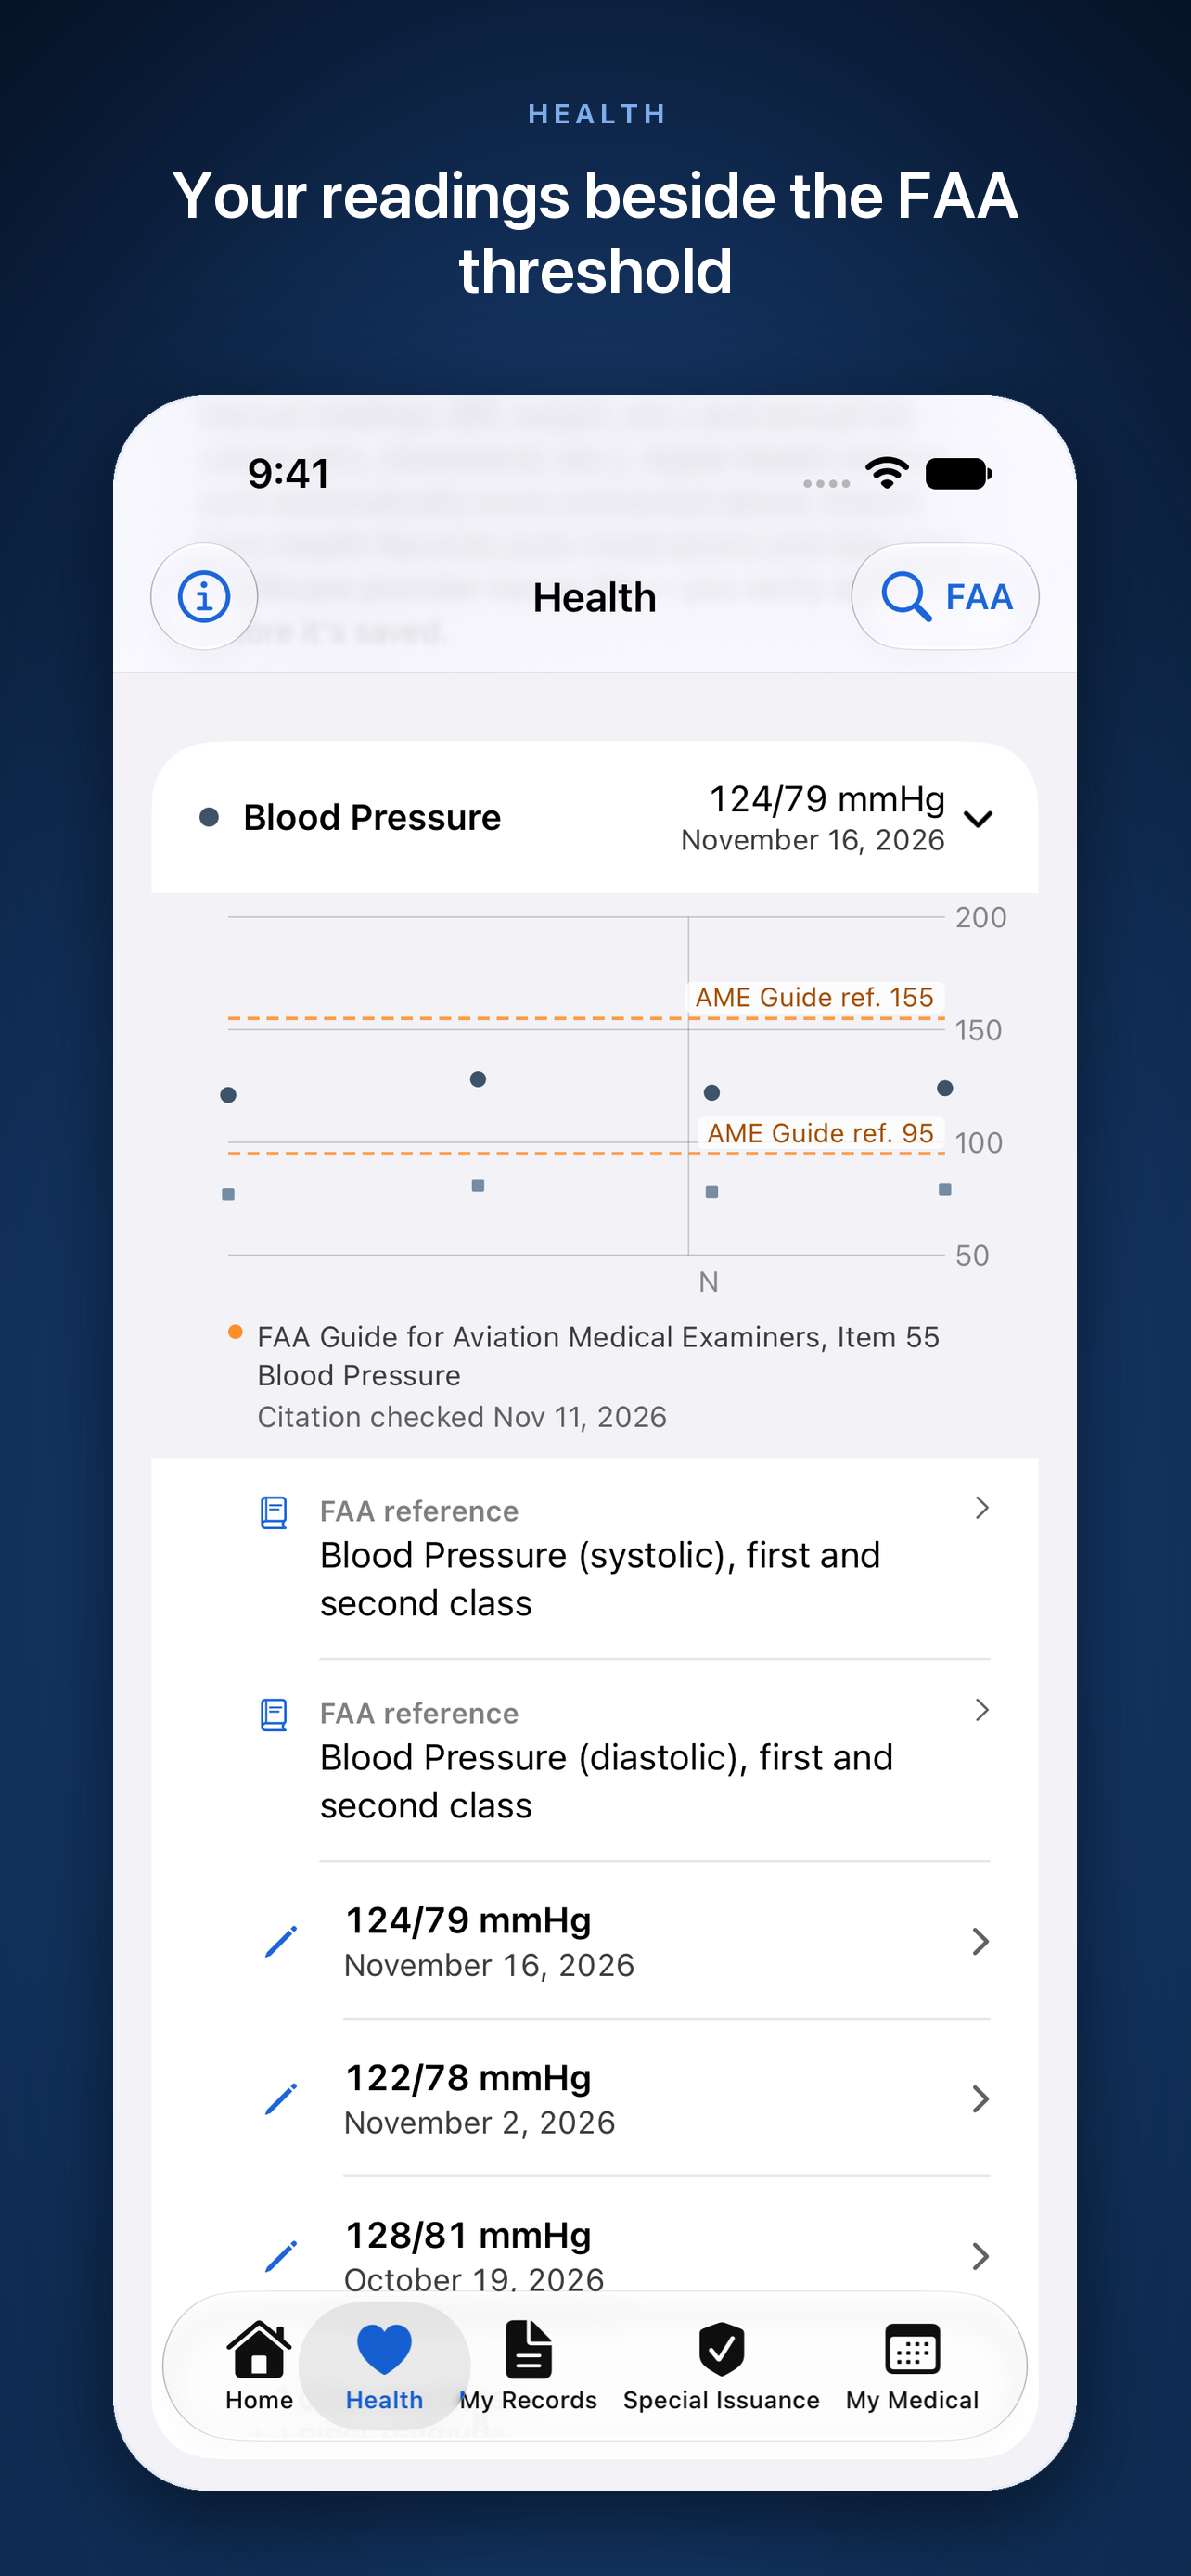 HEALTH
Your readings beside the FAA
threshold
9:41
Health
FAA
ore it's saved.
Blood Pressure
124/79 mmHg
November 16, 2026
200
AME Guide ref. 155
150
AME Guide ref. 95
100
50
N
FAA Guide for Aviation Medical Examiners, Item 55
Blood Pressure
Citation checked Nov 11, 2026
FAA reference
Blood Pressure (systolic), first and
second class
FAA reference
Blood Pressure (diastolic), first and
second class
124/79 mmHg
November 16, 2026
122/78 mmHg
November 2, 2026
128/81 mmHg
October 19, 2026
Home
Health
My Records
Special Issuance
My Medical